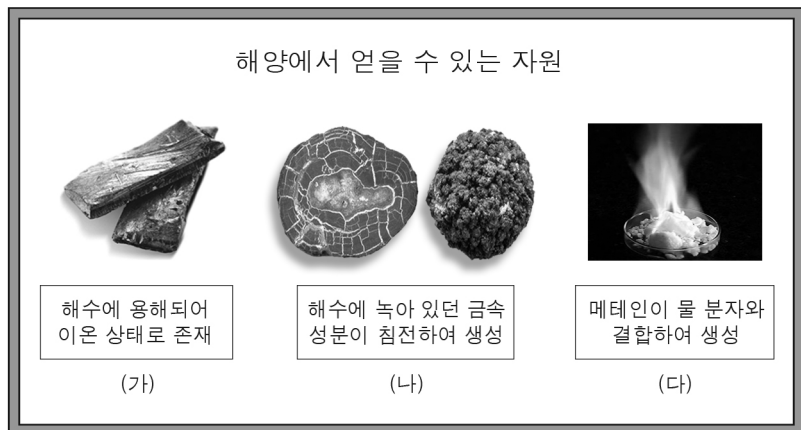 해양에서 얻을 수 있는 자원
해수에 용해되어
이온 상태로 존재
(가)
해수에 녹아 있던 금속
성분이 침전하여 생성
(나)
메테인이 물 분자와
결합하여 생성
(다)